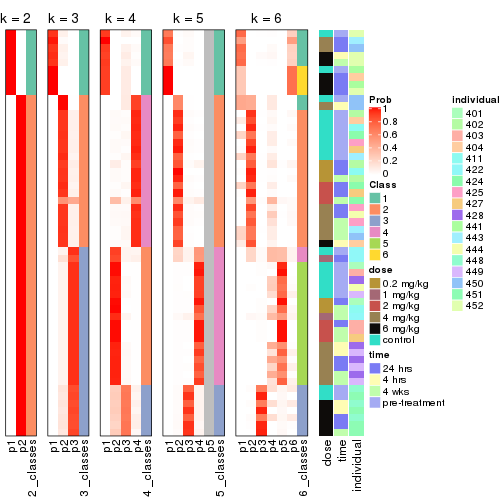 k = 2
k = 3
k = 4
k = 5
k = 6
p1
p2
2_classes
p1
p2
p3
3_classes
p1
p2
p3
p4
4_classes
p1
p2
p3
p4
p5
5_classes
p1
p2
p3
p4
p5
p6
6_classes
dose
time
individual
Prob
1
0.8
0.6
0.4
0.2
0
Class
1
2
3
4
5
6
dose
0.2 mg/kg
1 mg/kg
2 mg/kg
4 mg/kg
6 mg/kg
control
time
24 hrs
4 hrs
4 wks
pre-treatment
Individual
401
402
403
404
411
422
424
425
427
428
441
443
444
448
449
450
451
452